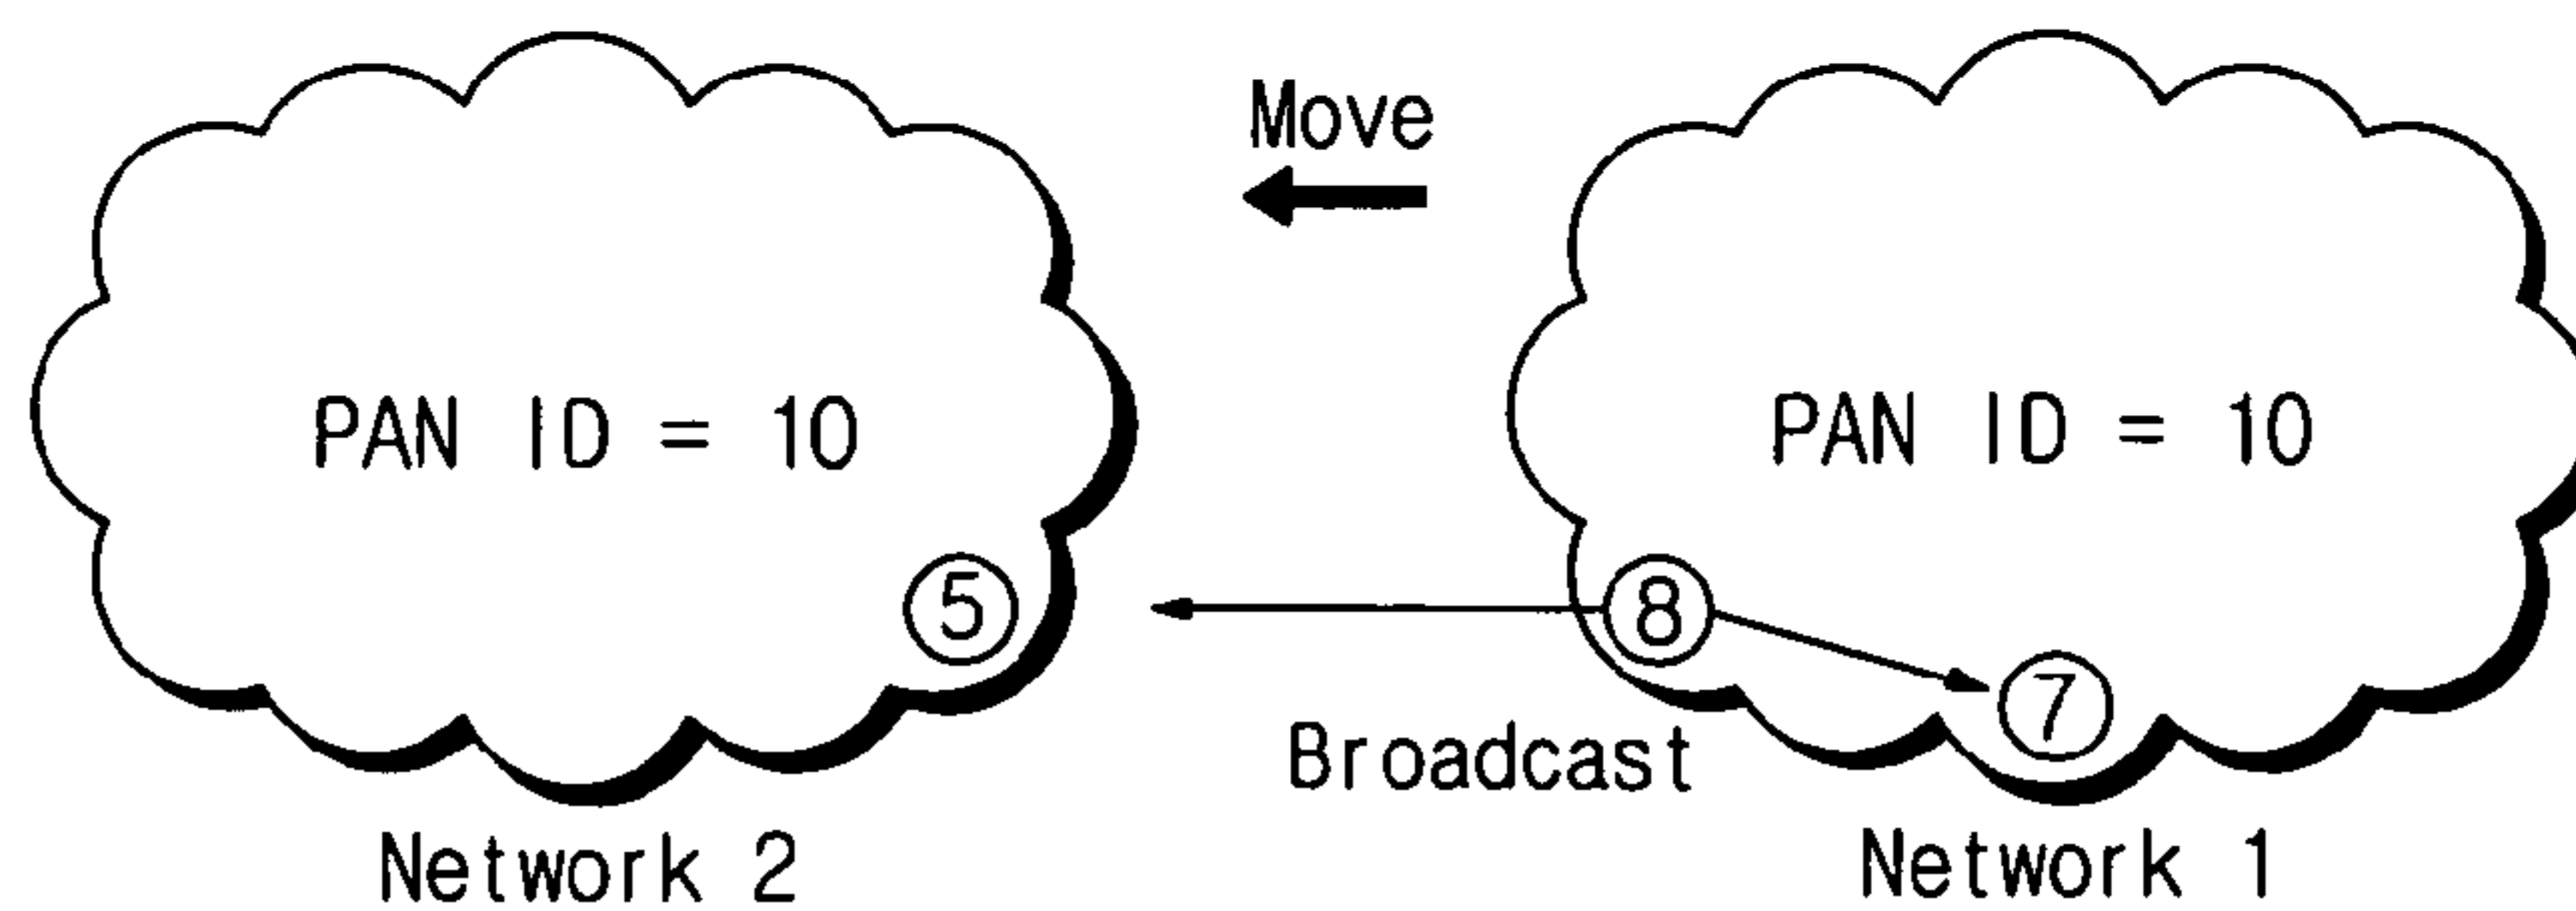 Move
PAN ID = 10
PAN ID = 10
5
8
7
Broadcast
Network 2
Network 1